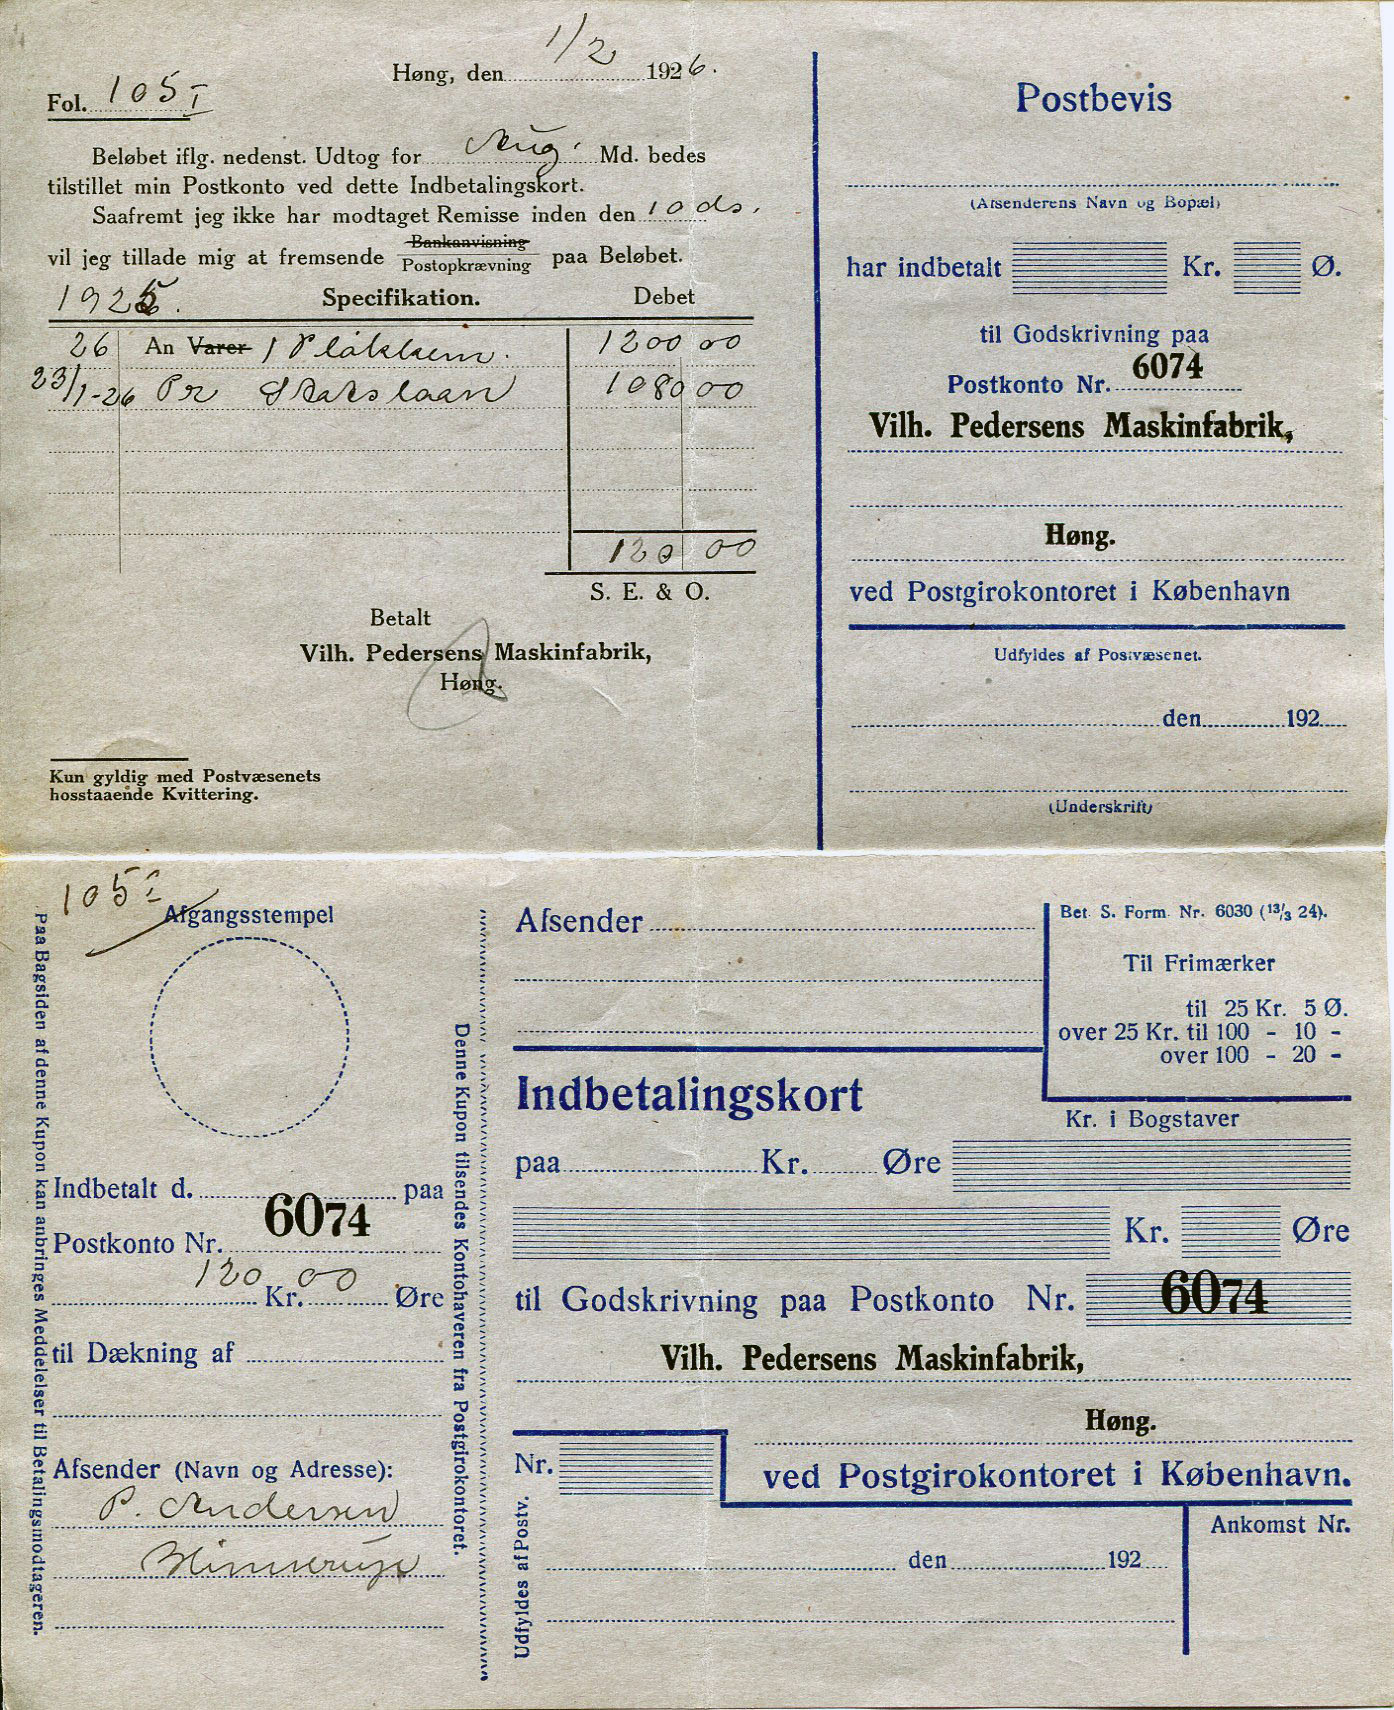 Høng, den 1/2 1926.
Fol. 105 I
Beløbet iflg. nedenst. Udtog for Aug. Md. bedes
tilstillet min Postkonto ved dette Indbetalingskort.
Saafremt jeg ikke har modtaget Remisse inden den 10 ds.
vil jeg tillade mig at fremsende Bankanvisning Postopkrævning paa Beløbet.
1925. Specifikation. Debet
26 An Varer 1 1200 00
23/1-26 Pr Statslaan 1080 00
120 00
S. E. & O.
Betalt
Vilh. Pedersens Maskinfabrik,
Høng.
Kun gyldig med Postvæsenets
hosstaaende Kvittering.
Postbevis
(Afsenderens Navn og Bopæl)
har indbetalt Kr. Ø.
til Godskrivning paa
Postkonto Nr. 6074
Vilh. Pedersens Maskinfabrik,
Høng.
ved Postgirokontoret i København
Udfyldes af Postvæsenet.
den 192
(Underskrift)
105 I
Afgangsstempel
Paa Bagsiden af denne Kupon kan anbringes Meddelelser til Betalingsmodtageren.
Indbetalt d. paa
Postkonto Nr. 6074
120 00
Kr. Øre
til Dækning af
Afsender (Navn og Adresse):
P. Andersen
Denne Kupon tilsendes Kontohaveren fra Postgirokontoret.
Afsender
Bet. S. Form. Nr. 6030 (13/3 24).
Til Frimærker
til 25 Kr. 5 Ø.
over 25 Kr. til 100 - 10 -
over 100 - 20 -
Indbetalingskort
Kr. i Bogstaver
paa Kr. Øre
Kr. Øre
til Godskrivning paa Postkonto Nr. 6074
Vilh. Pedersens Maskinfabrik,
Høng.
Nr.
ved Postgirokontoret i København.
Udfyldes af Postv.
Ankomst Nr.
den 192